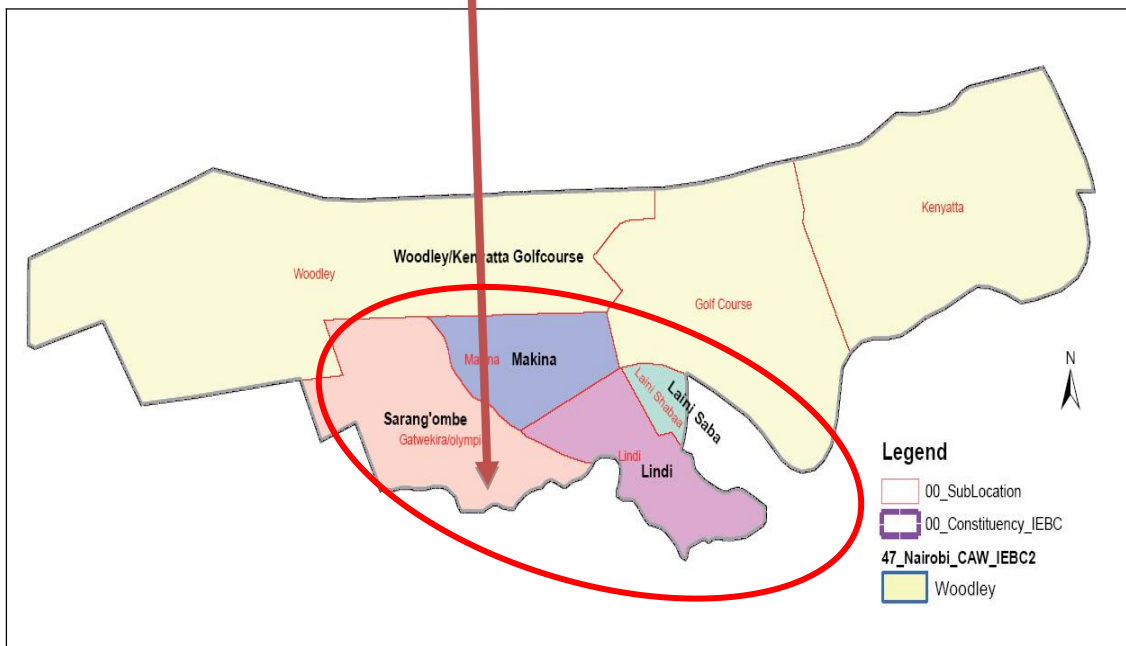 Kenyatta
Woodley/Kenyatta Golfcourse
Woodley
Golf Course
Makina
Makina
Laini Saba
Laini Shabaa
Sarang'ombe
Gatwekira/olympic
Lindi
Lindi
N
Legend
00_SubLocation
00_Constituency_IEBC
47_Nairobi_CAW_IEBC2
Woodley